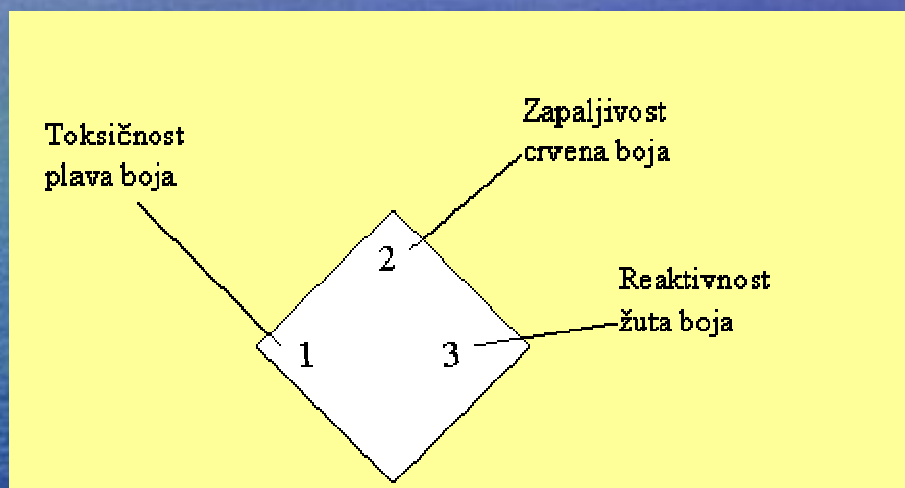 Toksičnost
plava boja
Zapaljivost
crvena boja
2
Reaktivnost
žuta boja
1
3